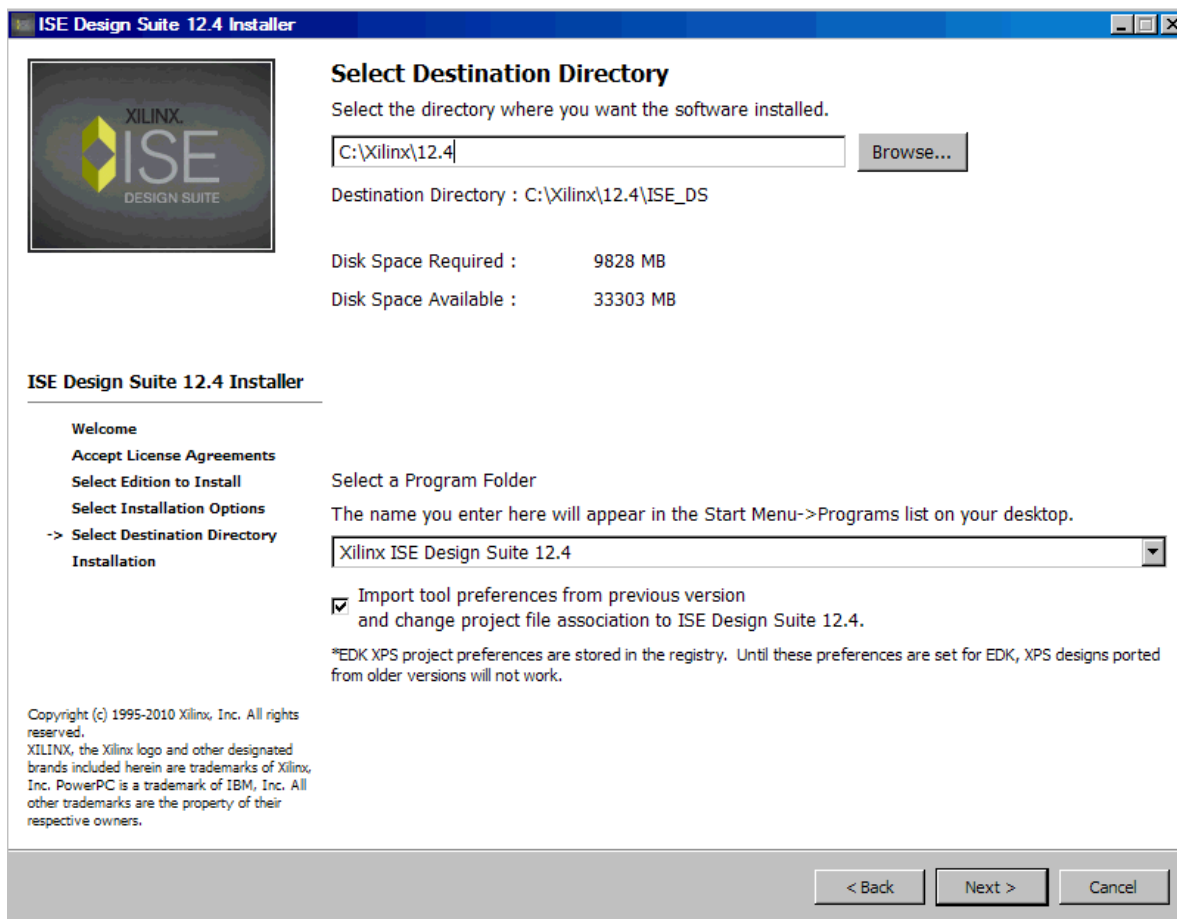 ISE Design Suite 12.4 Installer
XILINX.
ISE
DESIGN SUITE
Select Destination Directory
Select the directory where you want the software installed.
C:\Xilinx\12.4
Browse...
Destination Directory : C:\Xilinx\12.4\ISE_DS
Disk Space Required : 9828 MB
Disk Space Available : 33303 MB
ISE Design Suite 12.4 Installer
Welcome
Accept License Agreements
Select Edition to Install
Select Installation Options
-> Select Destination Directory
Installation
Select a Program Folder
The name you enter here will appear in the Start Menu->Programs list on your desktop.
Xilinx ISE Design Suite 12.4
Import tool preferences from previous version
and change project file association to ISE Design Suite 12.4.
*EDK XPS project preferences are stored in the registry. Until these preferences are set for EDK, XPS designs ported
from older versions will not work.
Copyright (c) 1995-2010 Xilinx, Inc. All rights
reserved.
XILINX, the Xilinx logo and other designated
brands included herein are trademarks of Xilinx,
Inc. PowerPC is a trademark of IBM, Inc. All
other trademarks are the property of their
respective owners.
< Back
Next >
Cancel